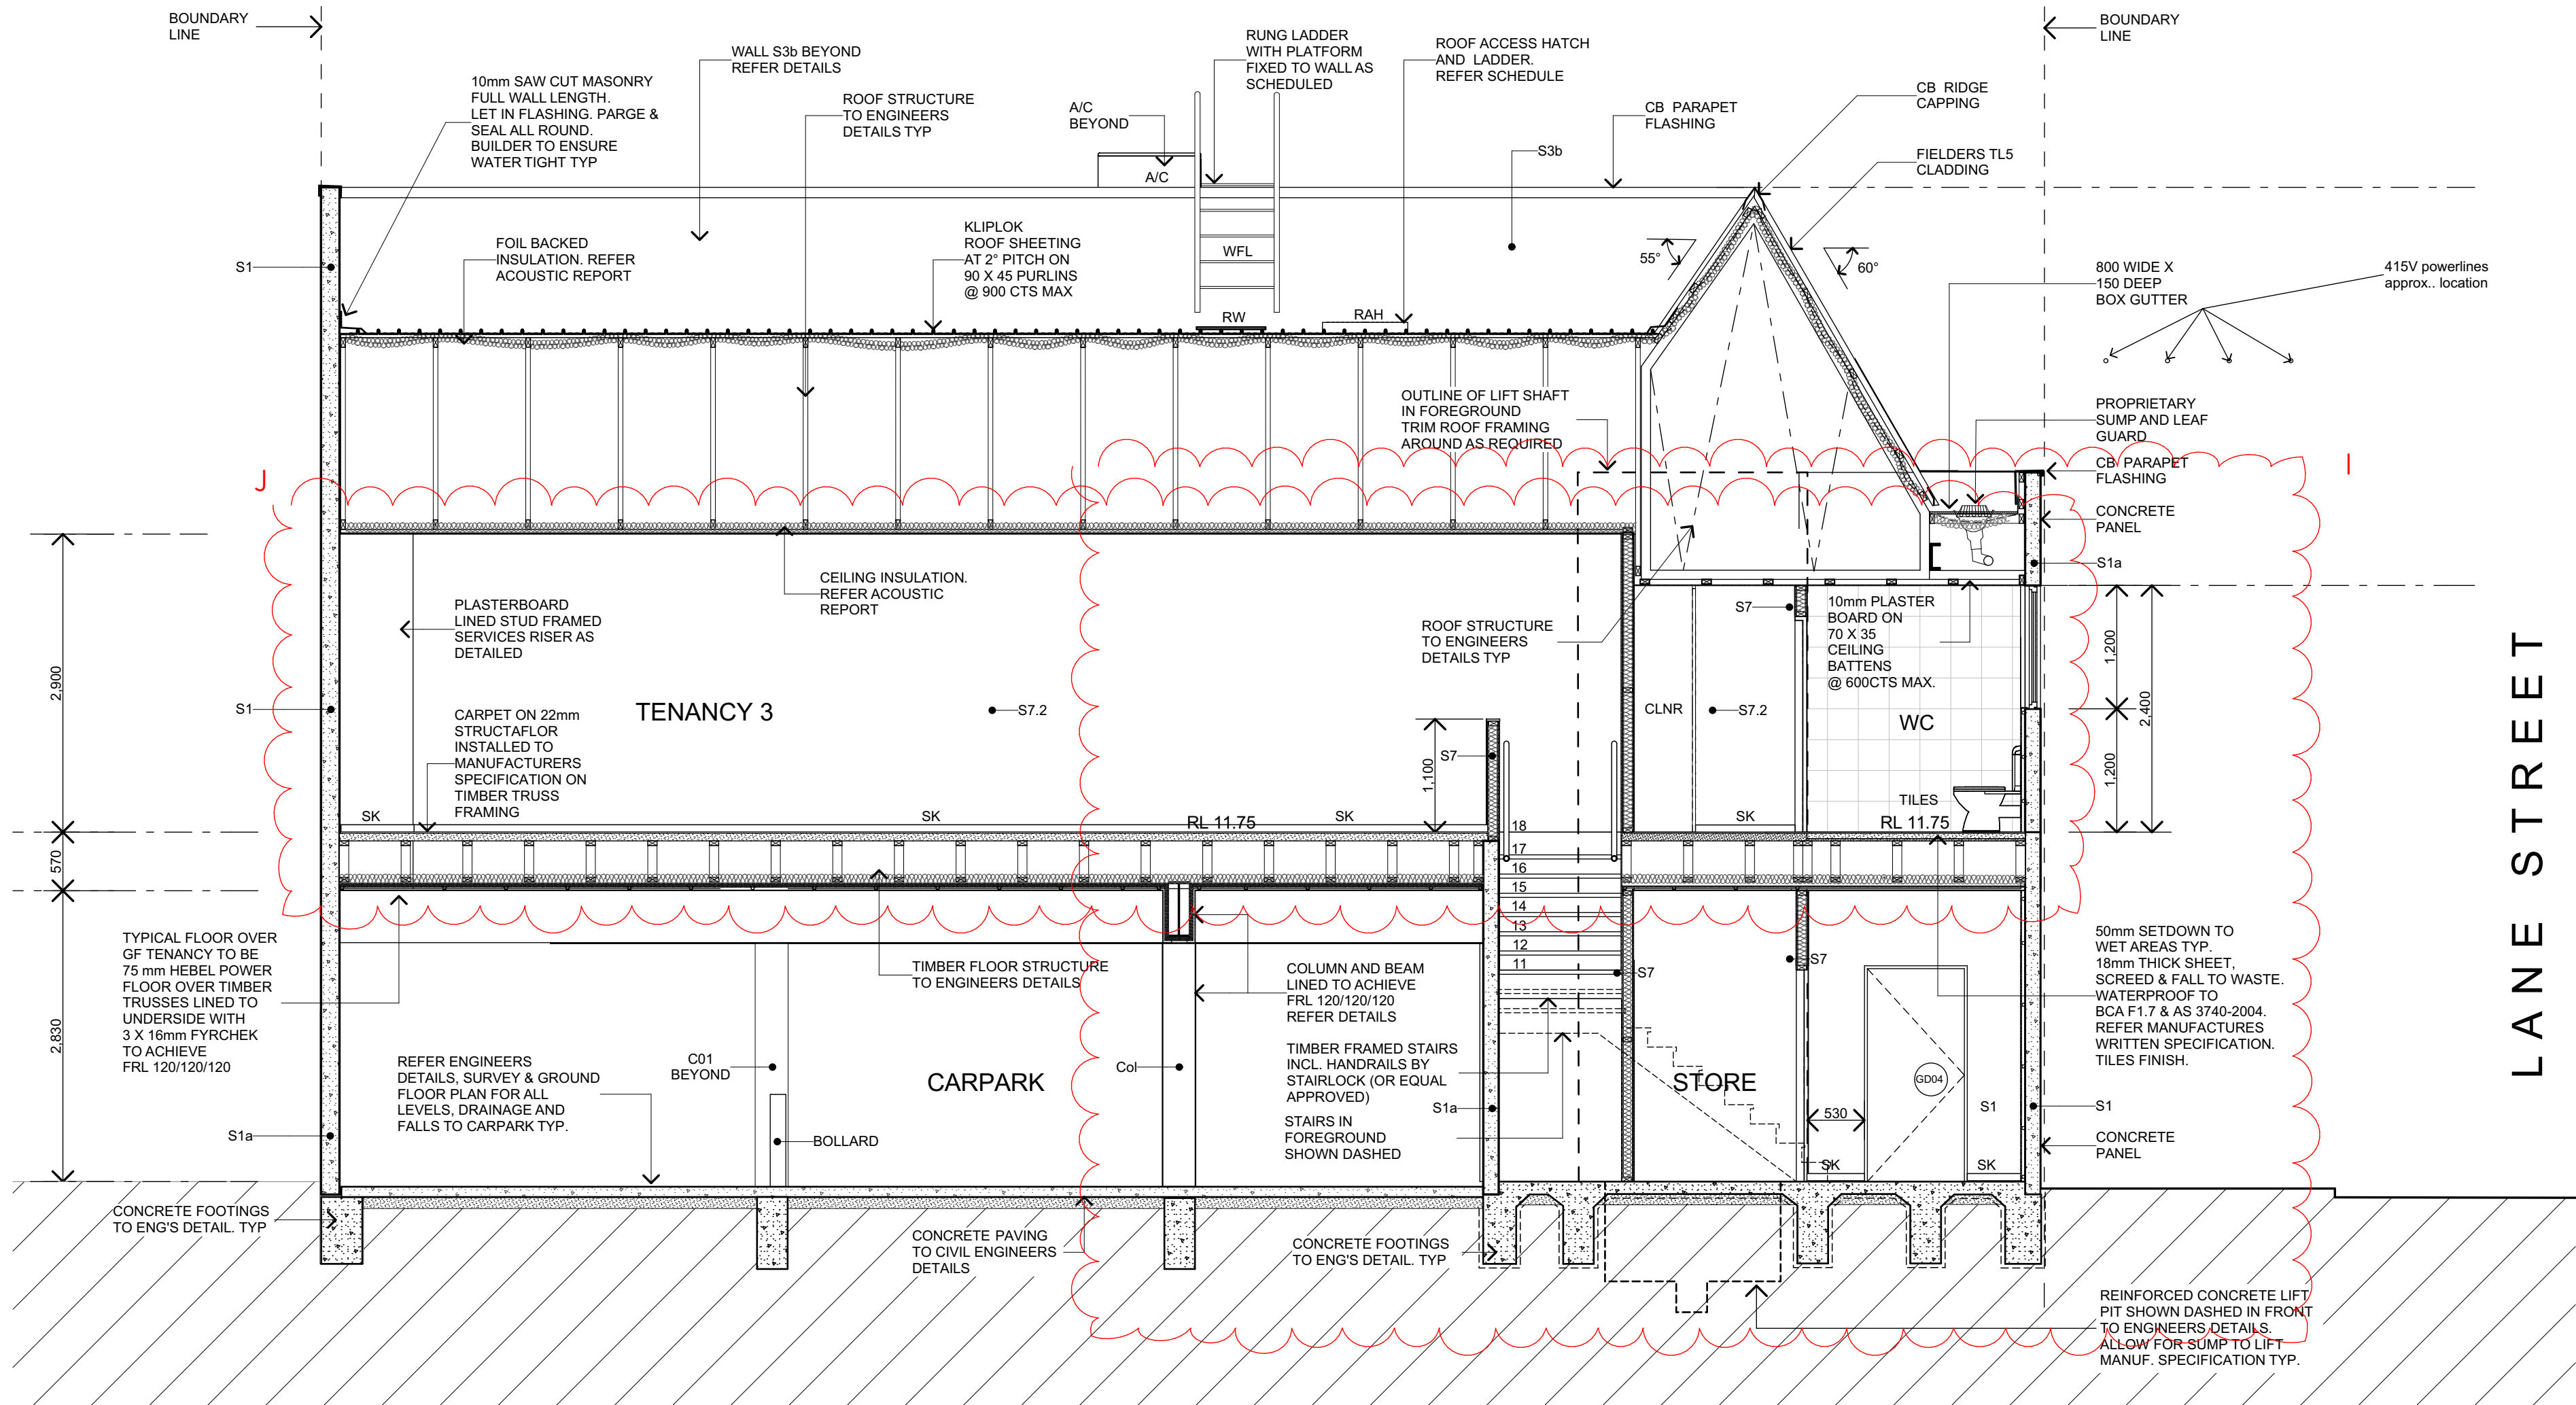 BOUNDARY
LINE
10mm SAW CUT MASONRY
FULL WALL LENGTH.
LET IN FLASHING. PARGE &
SEAL ALL ROUND.
BUILDER TO ENSURE
WATER TIGHT TYP
WALL S3b BEYOND
REFER DETAILS
ROOF STRUCTURE
TO ENGINEERS
DETAILS TYP
A/C
BEYOND
RUNG LADDER
WITH PLATFORM
FIXED TO WALL AS
SCHEDULED
ROOF ACCESS HATCH
AND LADDER.
REFER SCHEDULE
CB PARAPET
FLASHING
CB RIDGE
CAPPING
BOUNDARY
LINE
FIELDERS TL5
CLADDING
S3b
A/C
S1
FOIL BACKED
INSULATION. REFER
ACOUSTIC REPORT
KLIPLOK
ROOF SHEETING
AT 2° PITCH ON
90 X 45 PURLINS
@ 900 CTS MAX
WFL
RW
RAH
55°
60°
800 WIDE X
150 DEEP
BOX GUTTER
415V powerlines
approx.. location
OUTLINE OF LIFT SHAFT
IN FOREGROUND
TRIM ROOF FRAMING
AROUND AS REQUIRED
PROPRIETARY
SUMP AND LEAF
GUARD
CB PARAPET
FLASHING
J
I
CONCRETE
PANEL
S1a
2,900
S1
PLASTERBOARD
LINED STUD FRAMED
SERVICES RISER AS
DETAILED
CEILING INSULATION.
REFER ACOUSTIC
REPORT
ROOF STRUCTURE
TO ENGINEERS
DETAILS TYP
S7
10mm PLASTER
BOARD ON
70 X 35
CEILING
BATTENS
@ 600CTS MAX.
1,200
2,400
1,200
TENANCY 3
S7.2
CLNR
S7.2
WC
CARPET ON 22mm
STRUCTAFLOR
INSTALLED TO
MANUFACTURERS
SPECIFICATION ON
TIMBER TRUSS
FRAMING
S7
1,100
TILES
SK
SK
RL 11.75
SK
SK
RL 11.75
LANE STREET
570
18
17
16
15
14
13
12
11
TYPICAL FLOOR OVER
GF TENANCY TO BE
75 mm HEBEL POWER
FLOOR OVER TIMBER
TRUSSES LINED TO
UNDERSIDE WITH
3 X 16mm FYRCHEK
TO ACHIEVE
FRL 120/120/120
2,830
TIMBER FLOOR STRUCTURE
TO ENGINEERS DETAILS
COLUMN AND BEAM
LINED TO ACHIEVE
FRL 120/120/120
REFER DETAILS
S7
S7
50mm SETDOWN TO
WET AREAS TYP.
18mm THICK SHEET,
SCREED & FALL TO WASTE.
WATERPROOF TO
BCA F1.7 & AS 3740-2004.
REFER MANUFACTURES
WRITTEN SPECIFICATION.
TILES FINISH.
REFER ENGINEERS
DETAILS, SURVEY & GROUND
FLOOR PLAN FOR ALL
LEVELS, DRAINAGE AND
FALLS TO CARPARK TYP.
C01
BEYOND
CARPARK
Col
TIMBER FRAMED STAIRS
INCL. HANDRAILS BY
STAIRLOCK (OR EQUAL
APPROVED)
S1a
STAIRS IN
FOREGROUND
SHOWN DASHED
STORE
GD04
530
S1
S1
S1a
BOLLARD
CONCRETE
PANEL
SK
SK
CONCRETE FOOTINGS
TO ENG'S DETAIL. TYP
CONCRETE PAVING
TO CIVIL ENGINEERS
DETAILS
CONCRETE FOOTINGS
TO ENG'S DETAIL. TYP
REINFORCED CONCRETE LIFT
PIT SHOWN DASHED IN FRONT
TO ENGINEERS DETAILS.
ALLOW FOR SUMP TO LIFT
MANUF. SPECIFICATION TYP.